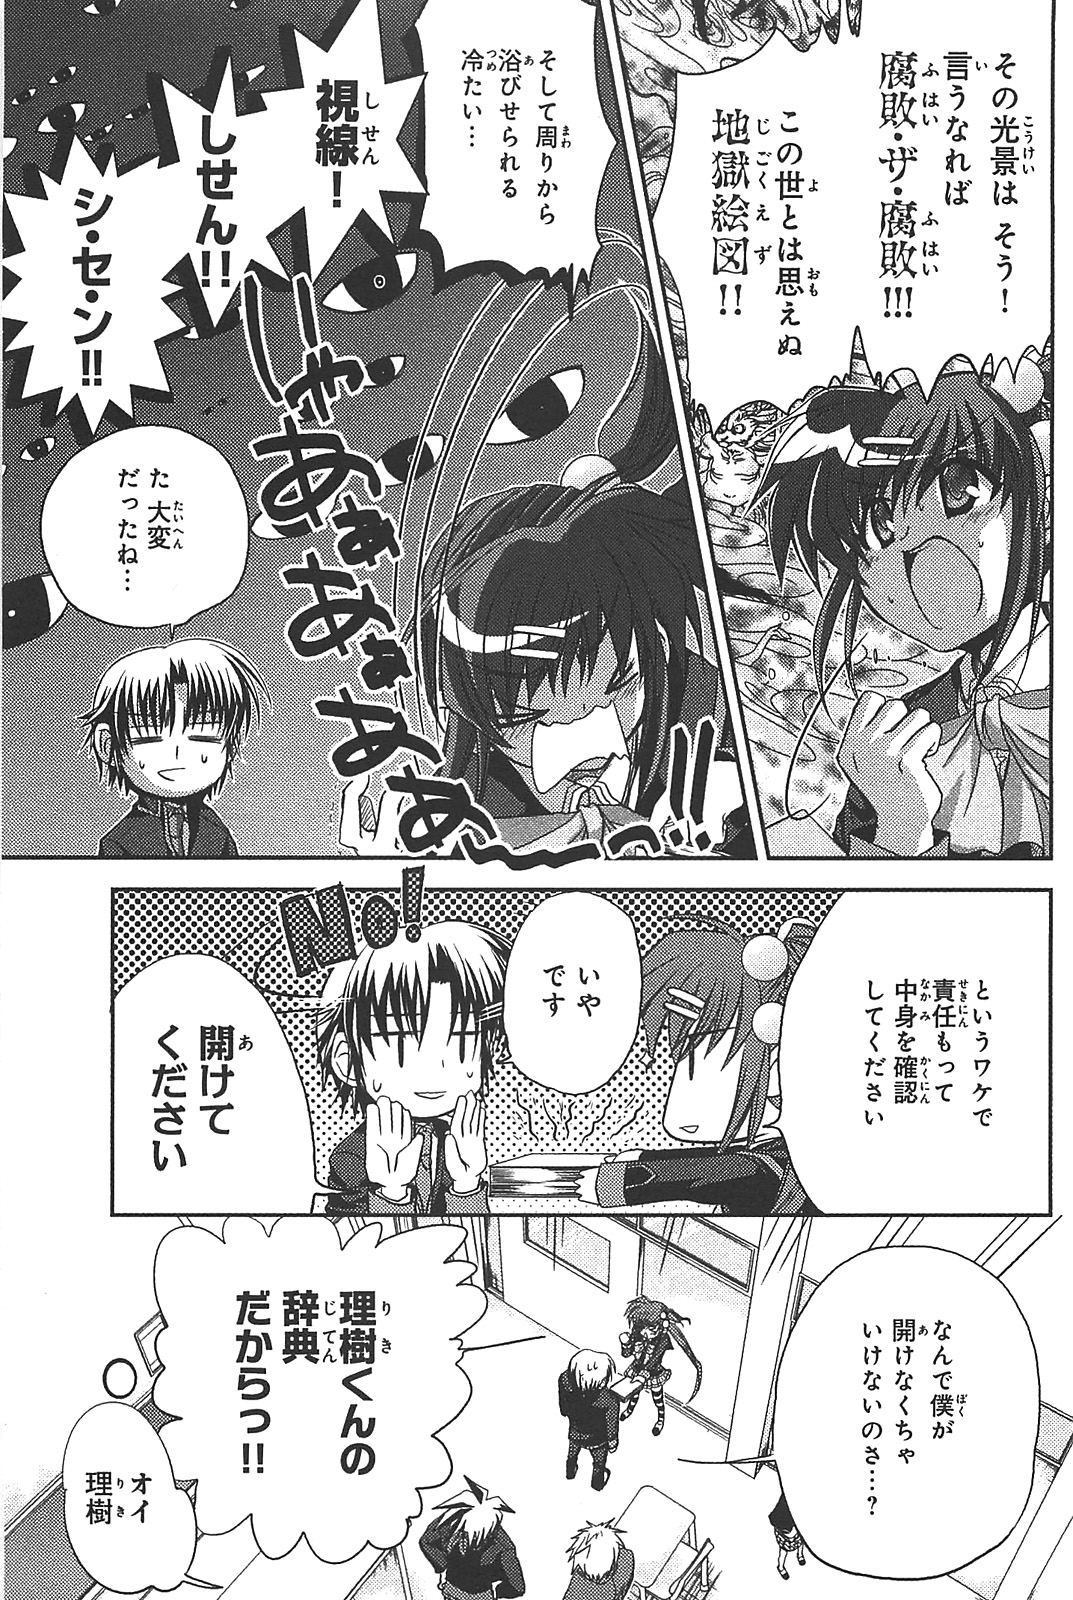 その光景は そう！
言うなれば
腐敗・ザ・腐敗!!!
この世とは思えぬ
地獄絵図!!
そして周りから
浴びせられる
冷たい…
視線！
しせん!!
シ・セ・ン!!
じゃあぁあぁあぁあ〜っ!!
た 大変
だったね…
というワケで
責任もって
中身を確認
してください
いや
です
No!
開けて
ください
なんで僕が
開けなくちゃ
いけないのさ…？
理樹くんの
辞典
だからっ!!
オイ
理樹